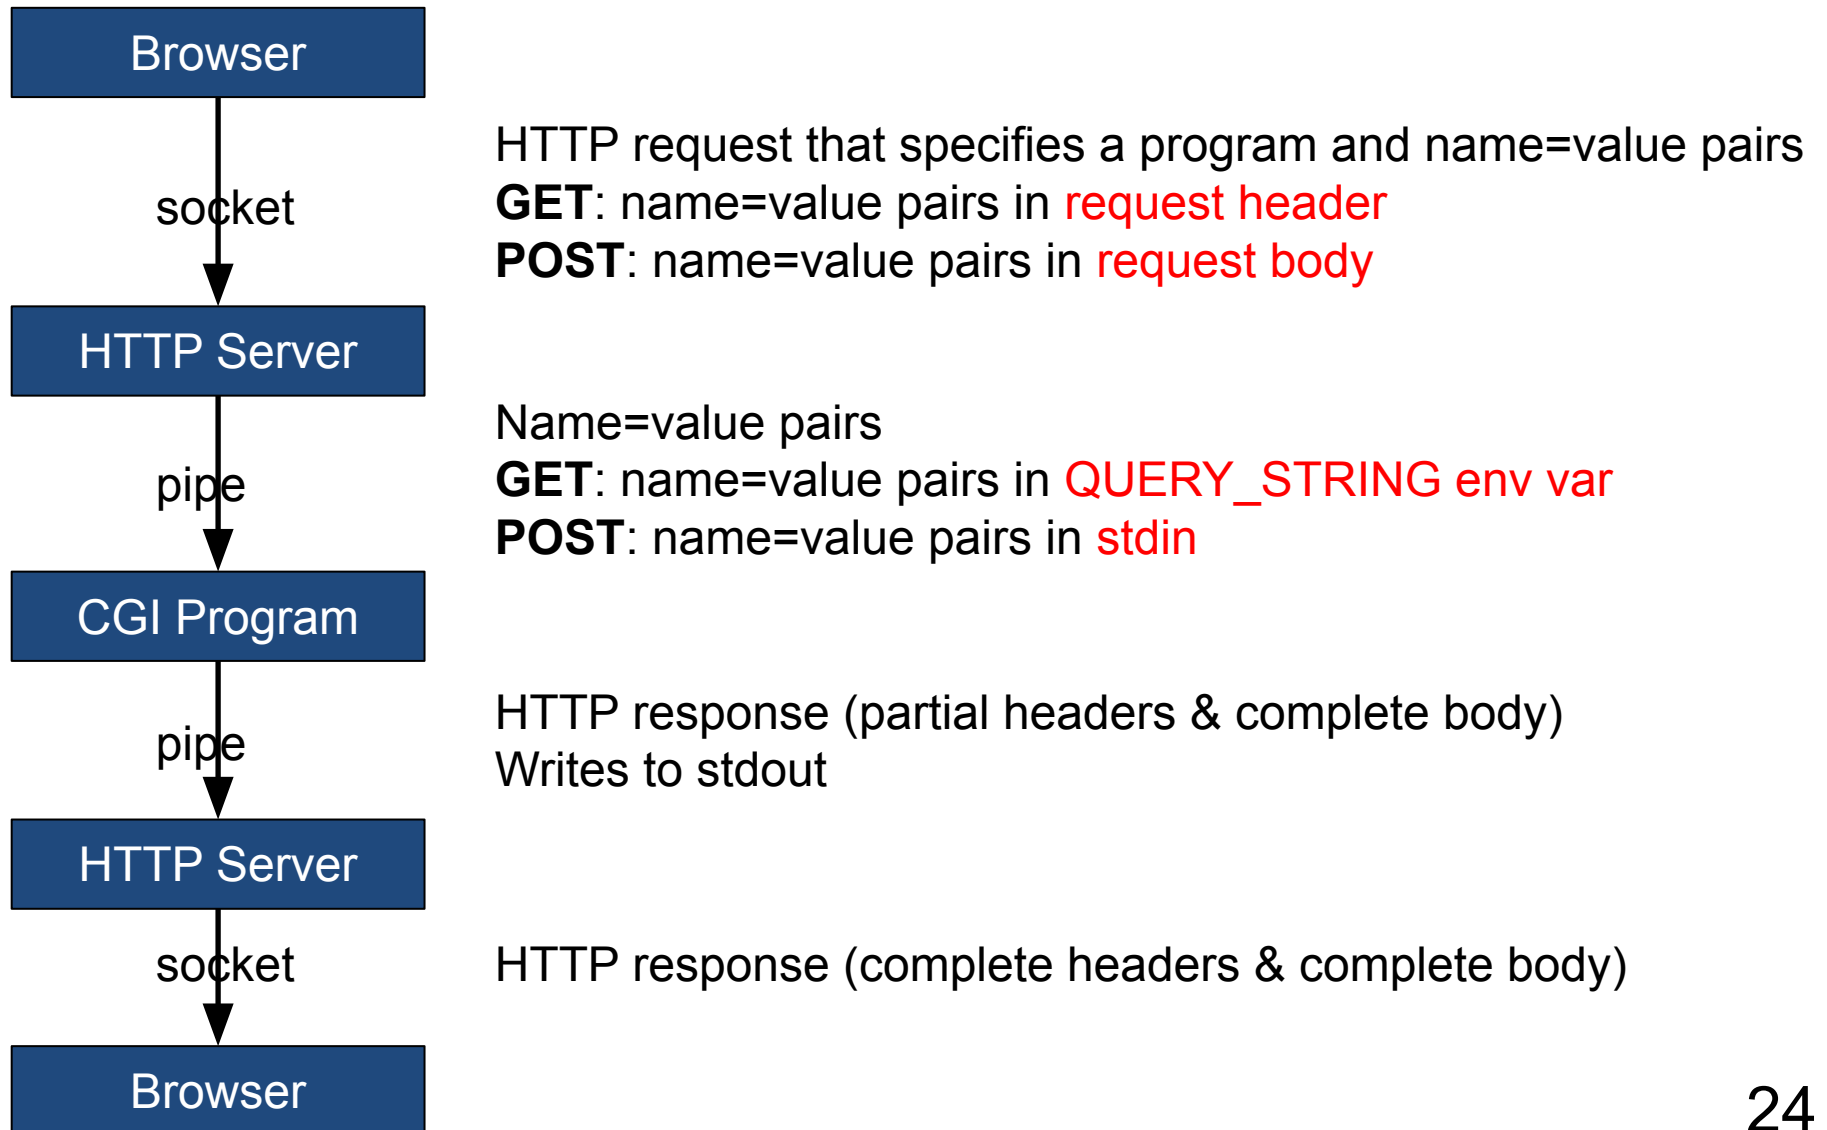 Browser
socket
HTTP request that specifies a program and name=value pairs
GET: name=value pairs in request header
POST: name=value pairs in request body
HTTP Server
pipe
Name=value pairs
GET: name=value pairs in QUERY_STRING env var
POST: name=value pairs in stdin
CGI Program
pipe
HTTP response (partial headers & complete body)
Writes to stdout
HTTP Server
socket
HTTP response (complete headers & complete body)
Browser
24